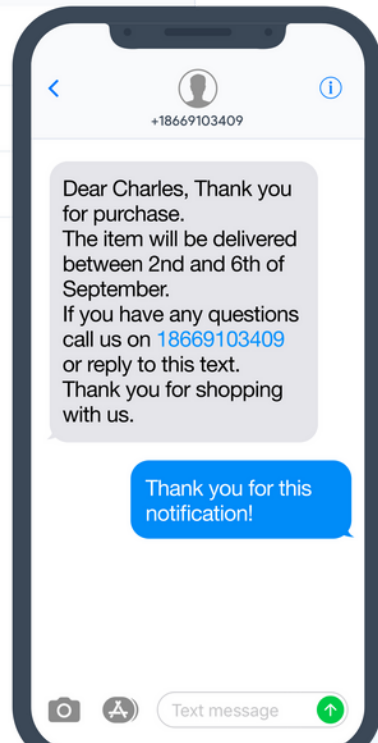 +18669103409
Dear Charles, Thank you
for purchase.
The item will be delivered
between 2nd and 6th of
September.
If you have any questions
call us on 18669103409
or reply to this text.
Thank you for shopping
with us.
Thank you for this
notification!
Text message